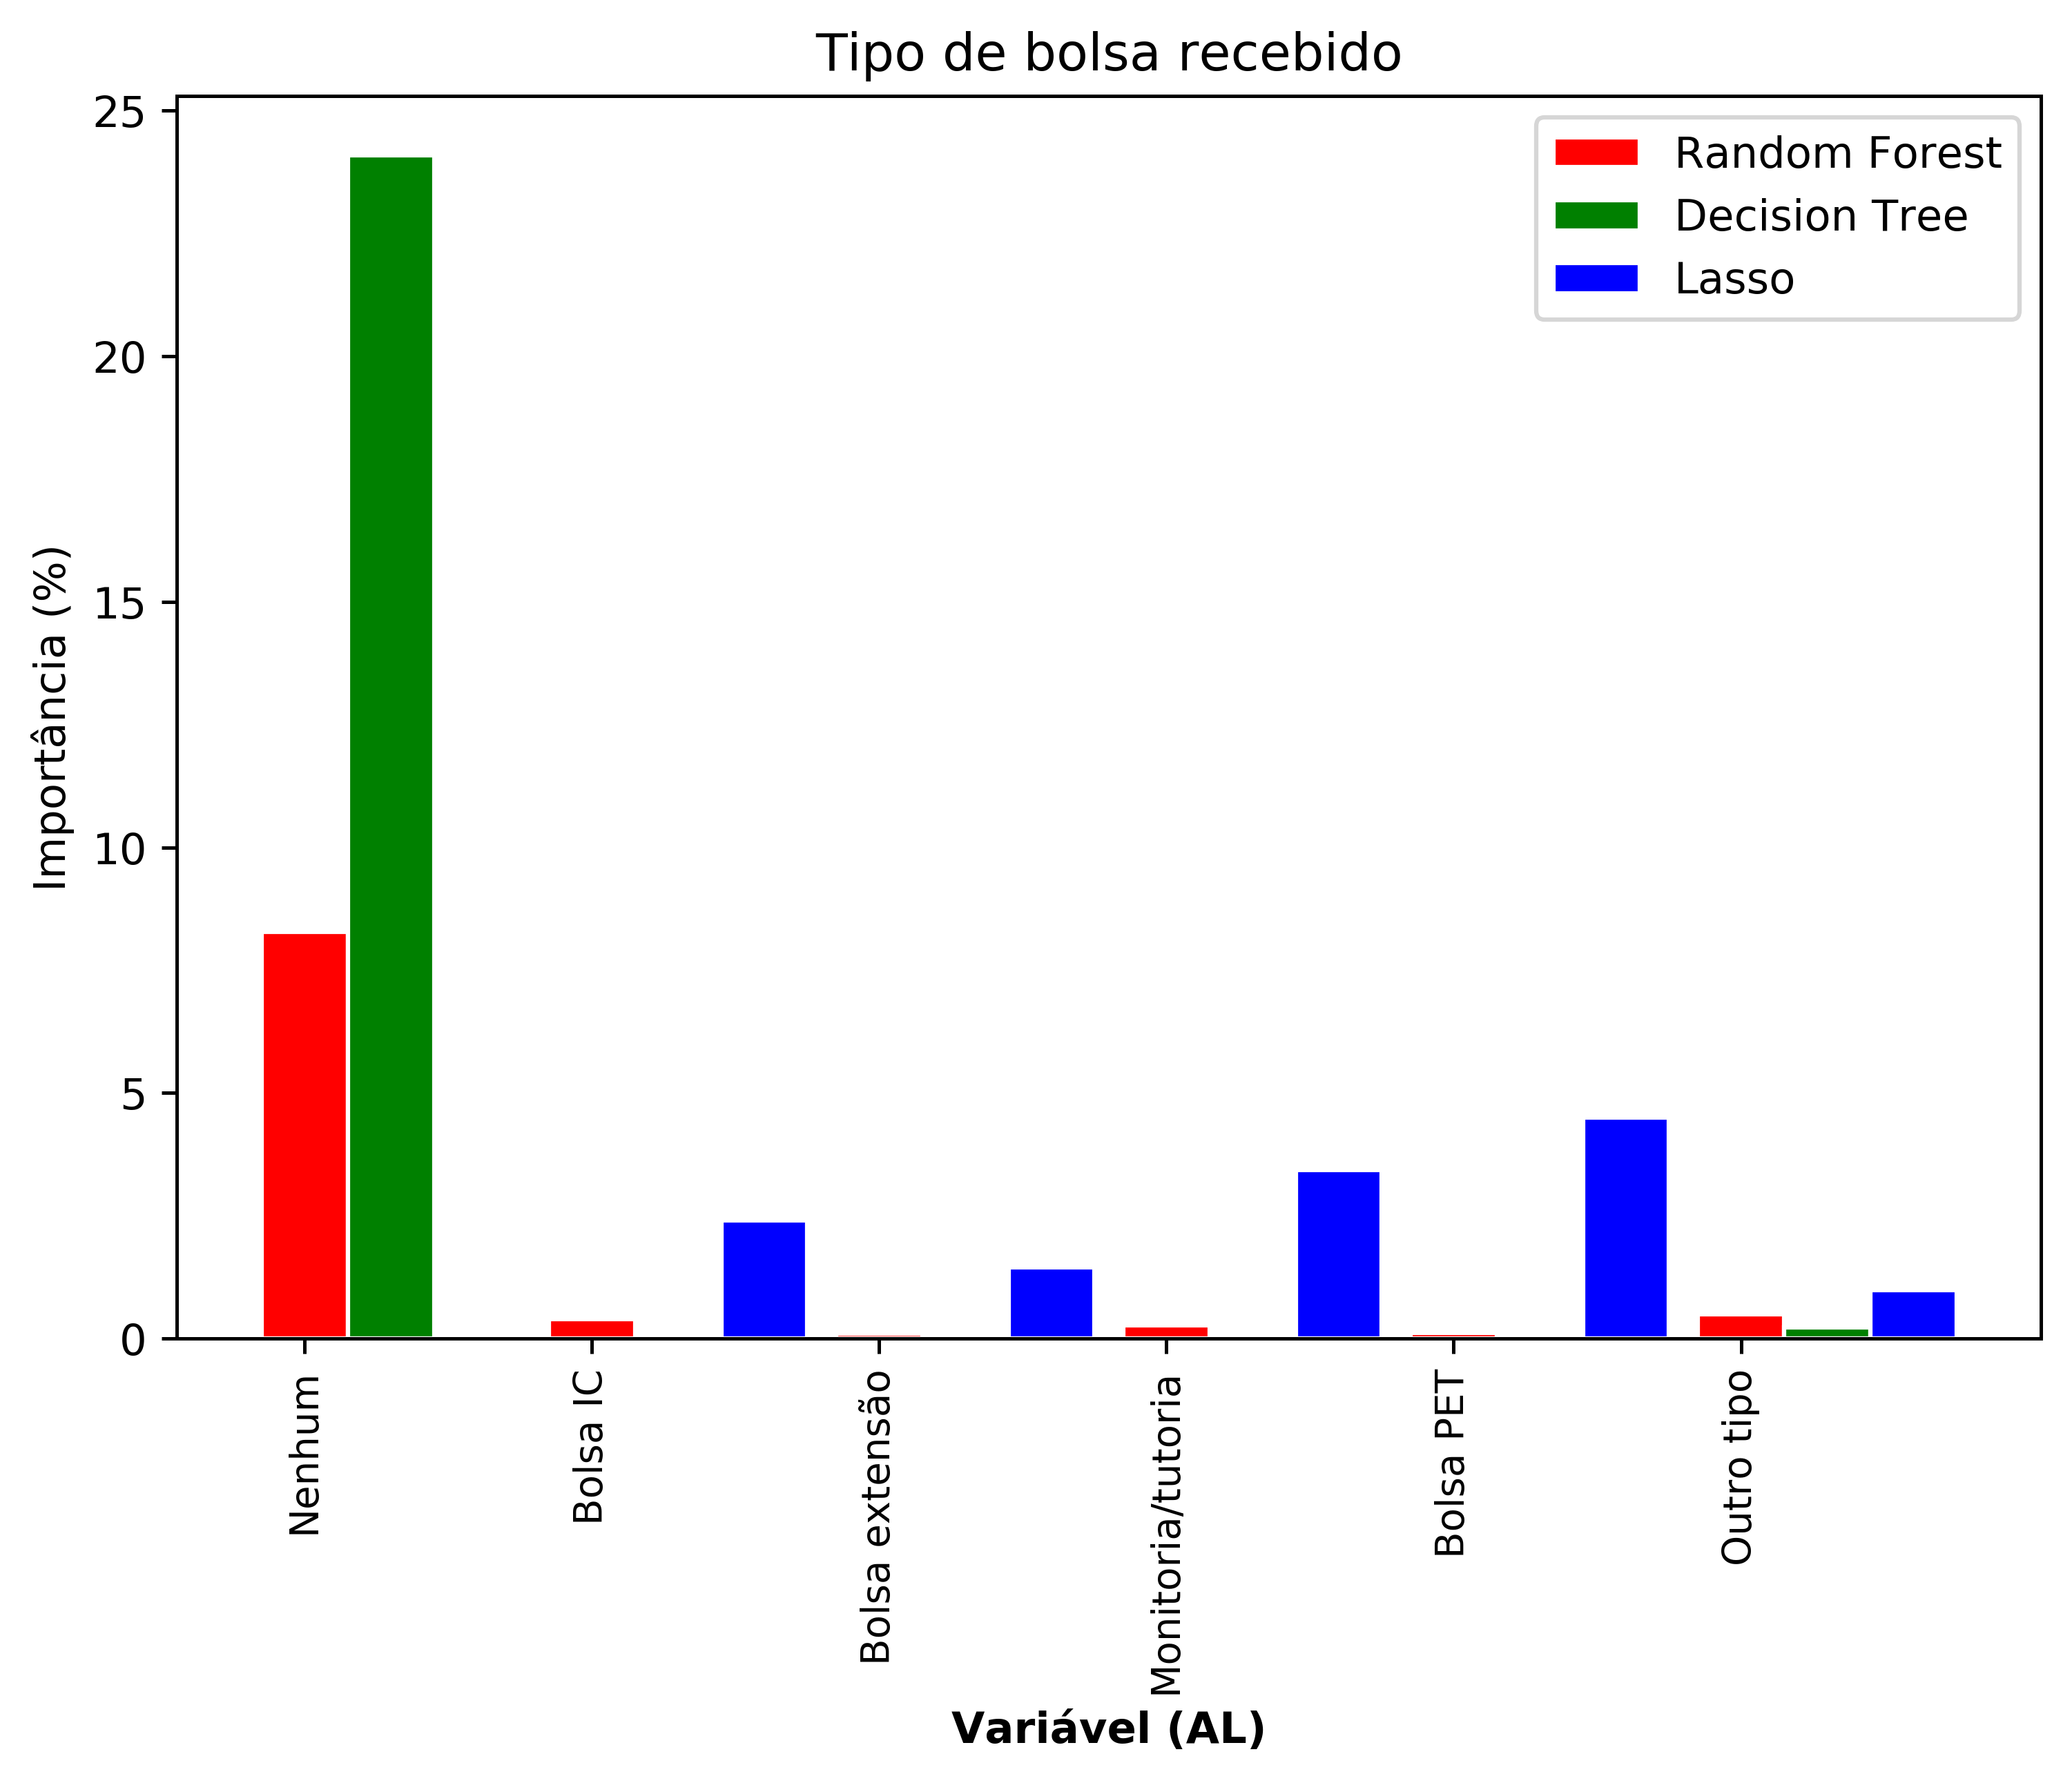 Tipo de bolsa recebido
25
20
15
10
5
0
Importância (%)
Random Forest
Decision Tree
Lasso
Nenhum
Bolsa IC
Bolsa extensão
Monitoria/tutoria
Bolsa PET
Outro tipo
Variável (AL)